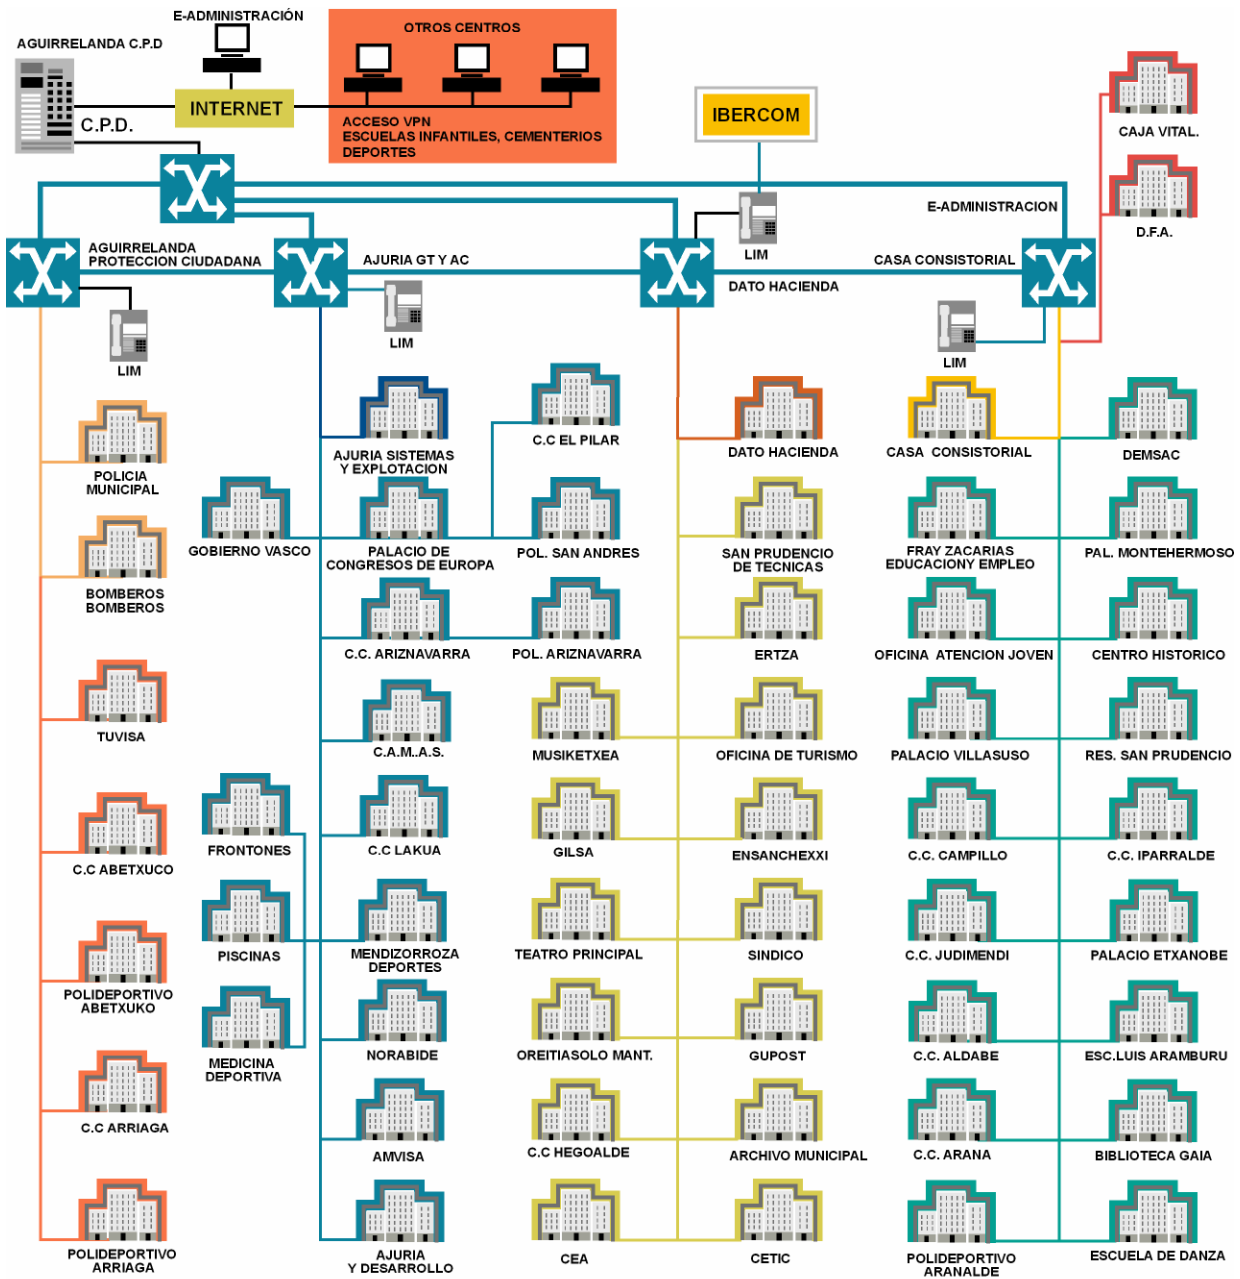 E-ADMINISTRACIÓN
AGUIRRELANDA C.P.D
C.P.D.
INTERNET
OTROS CENTROS
ACCESO VPN
ESCUELAS INFANTILES, CEMENTERIOS
DEPORTES
IBERCOM
CAJA VITAL.
D.F.A.
E-ADMINISTRACION
LIM
AGUIRRELANDA
PROTECCION CIUDADANA
AJURIA GT Y AC
CASA CONSISTORIAL
DATO HACIENDA
LIM
LIM
LIM
POLICIA
MUNICIPAL
BOMBEROS
BOMBEROS
TUVISA
C.C ABETXUCO
POLIDEPORTIVO
ABETXUKO
C.C ARRIAGA
POLIDEPORTIVO
ARRIAGA
GOBIERNO VASCO
FRONTONES
PISCINAS
MEDICINA
DEPORTIVA
AJURIA SISTEMAS
Y EXPLOTACION
PALACIO DE
CONGRESOS DE EUROPA
C.C. ARIZNAVARRA
C.A.M..A.S.
C.C LAKUA
MENDIZORROZA
DEPORTES
NORABIDE
AMVISA
AJURIA
Y DESARROLLO
C.C EL PILAR
POL. SAN ANDRES
POL. ARIZNAVARRA
MUSIKETXEA
GILSA
TEATRO PRINCIPAL
OREITIASOLO MANT.
C.C HEGOALDE
CEA
DATO HACIENDA
SAN PRUDENCIO
DE TECNICAS
ERTZA
OFICINA DE TURISMO
ENSANCHEXXI
SINDICO
GUPOST
ARCHIVO MUNICIPAL
CETIC
CASA CONSISTORIAL
FRAY ZACARIAS
EDUCACIONY EMPLEO
OFICINA ATENCION JOVEN
PALACIO VILLASUSO
C.C. CAMPILLO
C.C. JUDIMENDI
C.C. ALDABE
C.C. ARANA
POLIDEPORTIVO
ARANALDE
DEMSAC
PAL. MONTEHERMOSO
CENTRO HISTORICO
RES. SAN PRUDENCIO
C.C. IPARRALDE
PALACIO ETXANOBE
ESC.LUIS ARAMBURU
BIBLIOTECA GAIA
ESCUELA DE DANZA